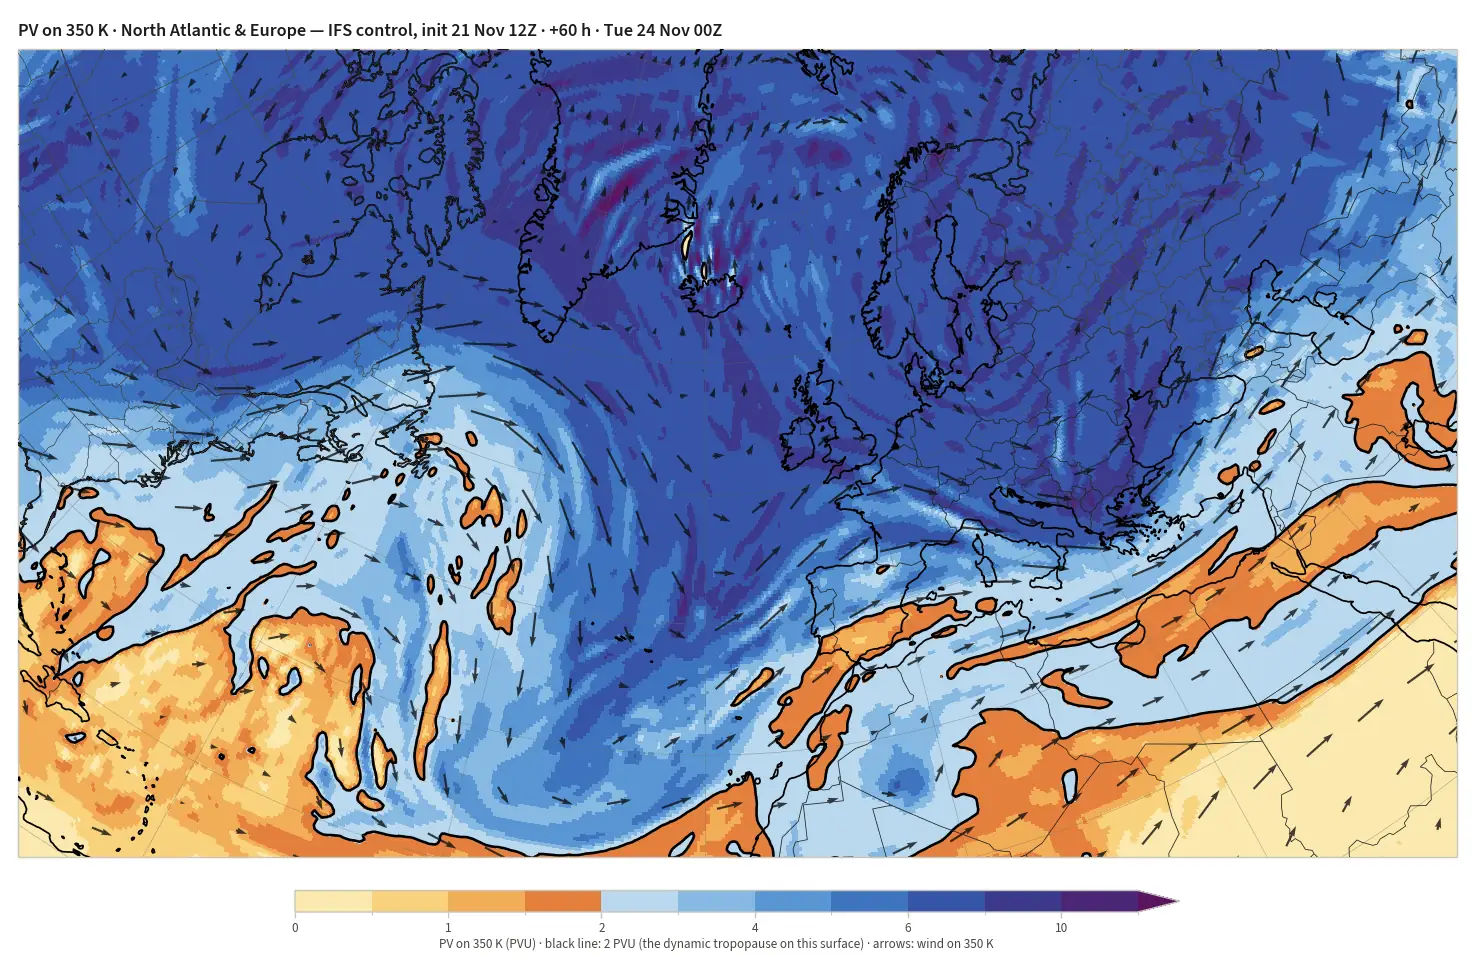 PV on 350 K · North Atlantic & Europe — IFS control, init 21 Nov 12Z · +60 h · Tue 24 Nov 00Z
0 1 2 4 6 10
PV on 350 K (PVU) · black line: 2 PVU (the dynamic tropopause on this surface) · arrows: wind on 350 K